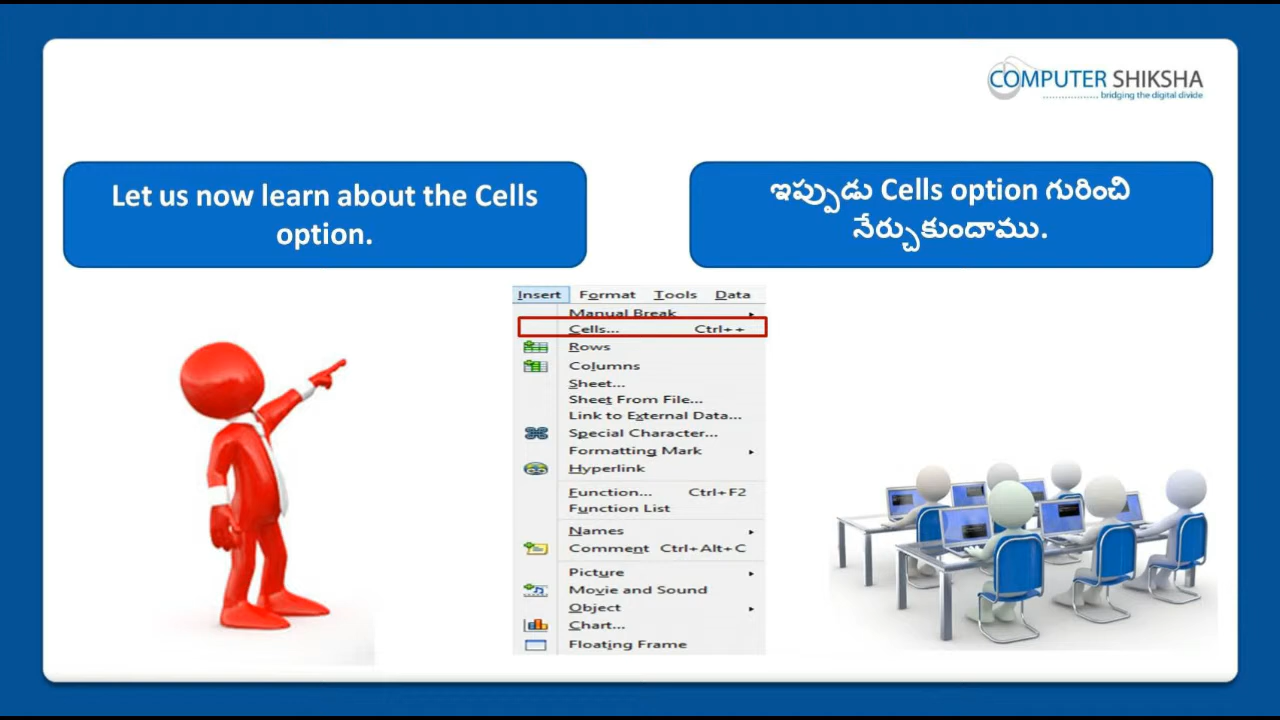 COMPUTER SHIKSHA
.................. bridging the digital divide
Let us now learn about the Cells
option.
ఇప్పుడు Cells option గురించి
నేర్చుకుందాము.
Insert Format Tools Data
Manual Break
Cells... Ctrl++
Rows
Columns
Sheet...
Sheet From File...
Link to External Data...
Special Character...
Formatting Mark
Hyperlink
Function... Ctrl+F2
Function List
Names
Comment Ctrl+Alt+C
Picture
Movie and Sound
Object
Chart...
Floating Frame